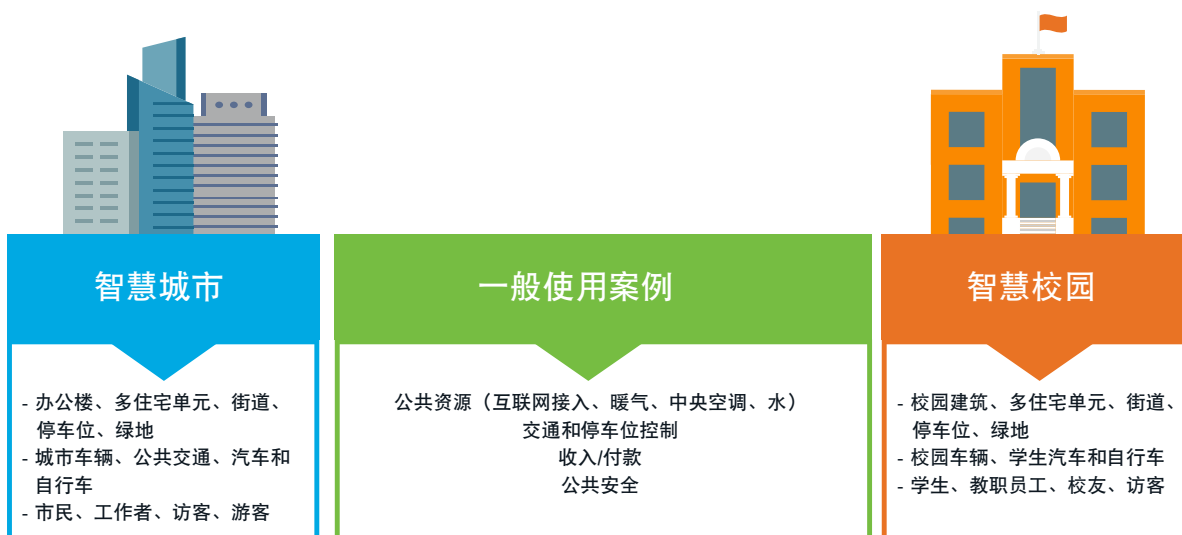 智慧城市
- 办公楼、多住宅单元、街道、
停车位、绿地
- 城市车辆、公共交通、汽车和
自行车
- 市民、工作者、访客、游客
一般使用案例
公共资源（互联网接入、暖气、中央空调、水）
交通和停车位控制
收入/付款
公共安全
智慧校园
- 校园建筑、多住宅单元、街道、
停车位、绿地
- 校园车辆、学生汽车和自行车
- 学生、教职员工、校友、访客